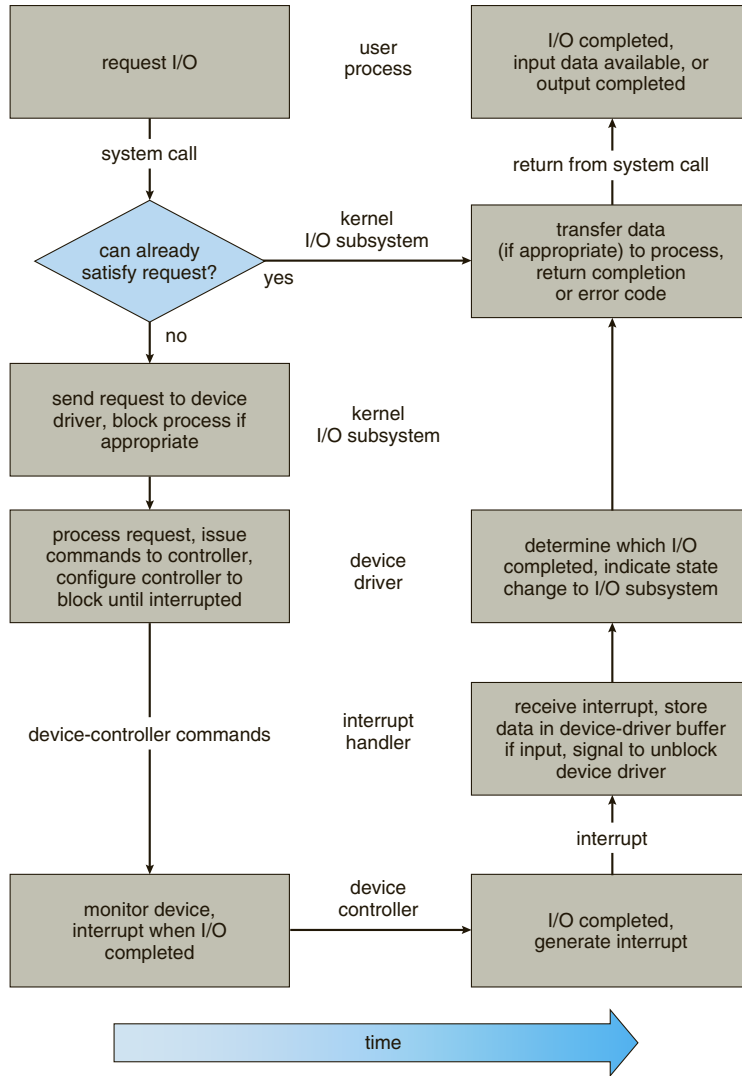 request I/O
user
process
I/O completed,
input data available, or
output completed
system call
return from system call
can already
satisfy request?
kernel
I/O subsystem
yes
transfer data
(if appropriate) to process,
return completion
or error code
no
send request to device
driver, block process if
appropriate
kernel
I/O subsystem
process request, issue
commands to controller,
configure controller to
block until interrupted
device
driver
determine which I/O
completed, indicate state
change to I/O subsystem
device-controller commands
interrupt
handler
receive interrupt, store
data in device-driver buffer
if input, signal to unblock
device driver
interrupt
monitor device,
interrupt when I/O
completed
device
controller
I/O completed,
generate interrupt
time